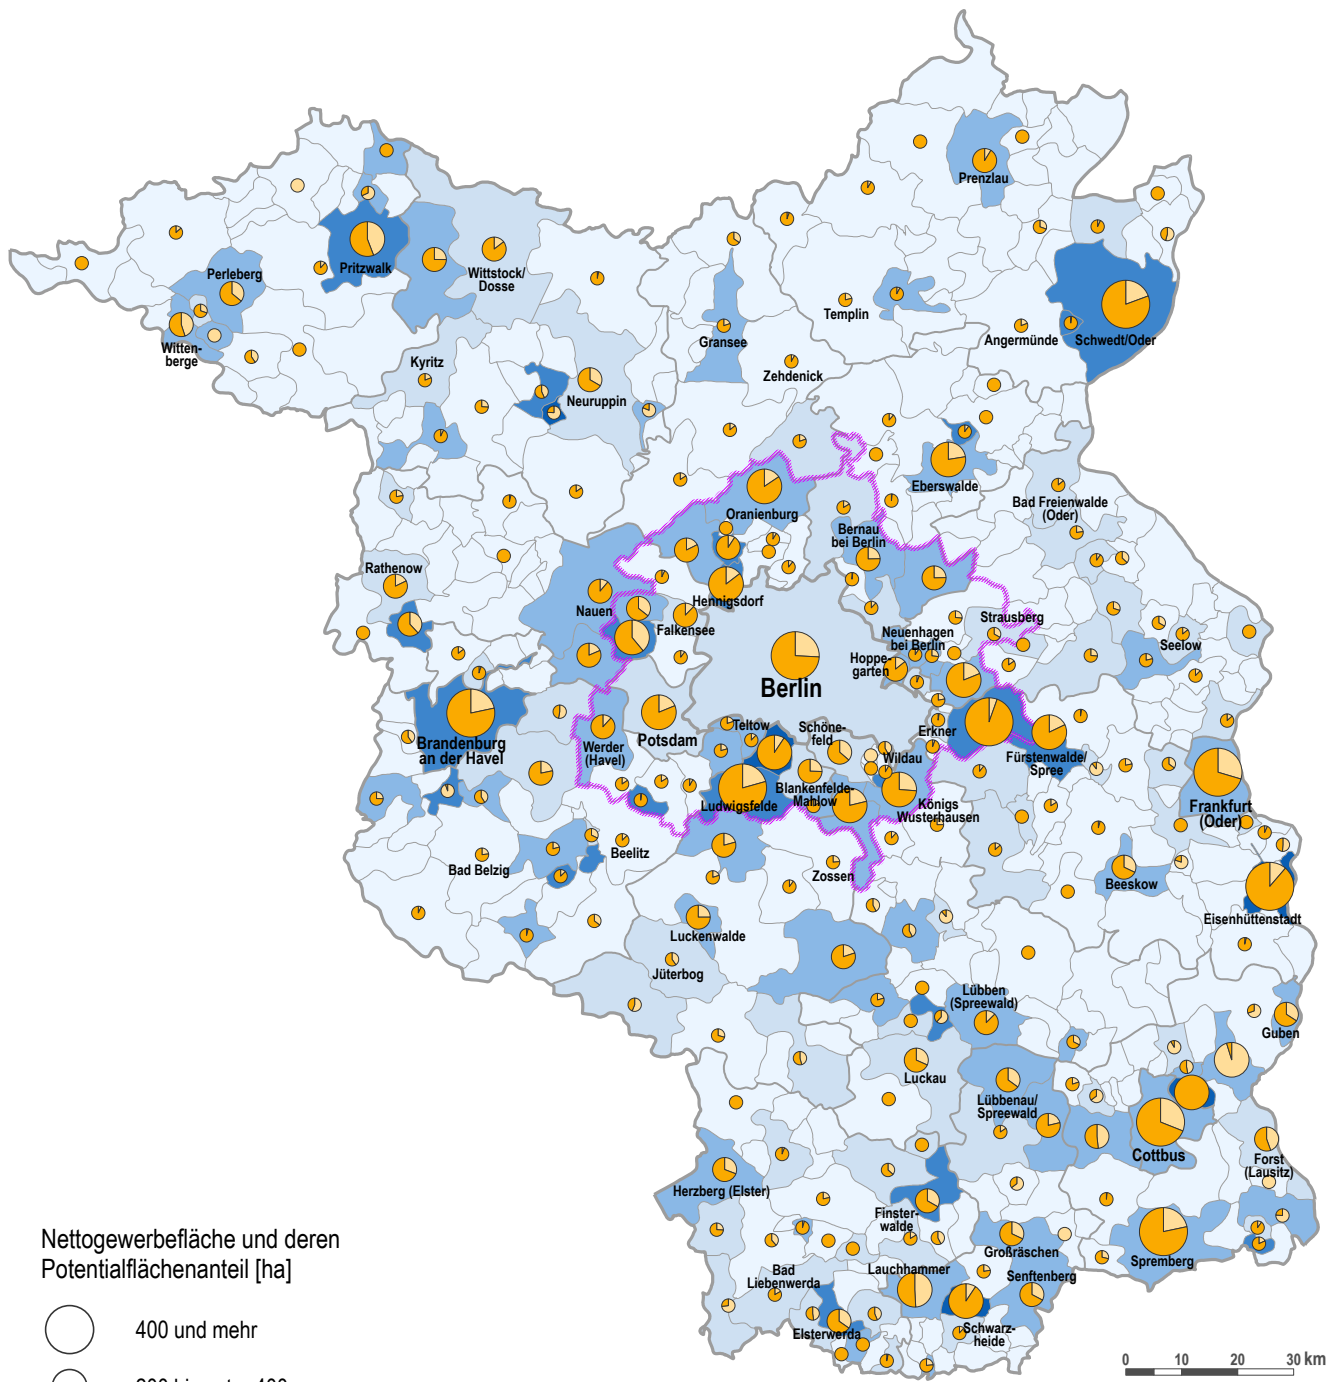 Prenzlau
Perleberg
Pritzwalk
Wittstock/
Dosse
Templin
Angermünde
Schwedt/Oder
Gransee
Witten-
berge
Kyritz
Zehdenick
Neuruppin
Eberswalde
Oranienburg
Bad Freienwalde
(Oder)
Bernau
bei Berlin
Rathenow
Nauen
Hennigsdorf
Falkensee
Strausberg
Neuenhagen
bei Berlin
Seelow
Hoppe-
garten
Berlin
Teltow
Schöne-
feld
Erkner
Brandenburg
an der Havel
Werder
(Havel)
Potsdam
Wildau
Fürstenwalde/
Spree
Blankenfelde-
Mahlow
Ludwigsfelde
Königs
Wusterhausen
Frankfurt
(Oder)
Beelitz
Bad Belzig
Zossen
Beeskow
Eisenhüttenstadt
Luckenwalde
Jüterbog
Lübben
(Spreewald)
Guben
Luckau
Lübbenau/
Spreewald
Cottbus
Forst
(Lausitz)
Herzberg (Elster)
Finster-
walde
Großräschen
Spremberg
Nettogewerbefläche und deren
Potentialflächenanteil [ha]
Bad
Liebenwerda
Lauchhammer
Senftenberg
Elsterwerda
Schwarz-
heide
400 und mehr
0 10 20 30 km